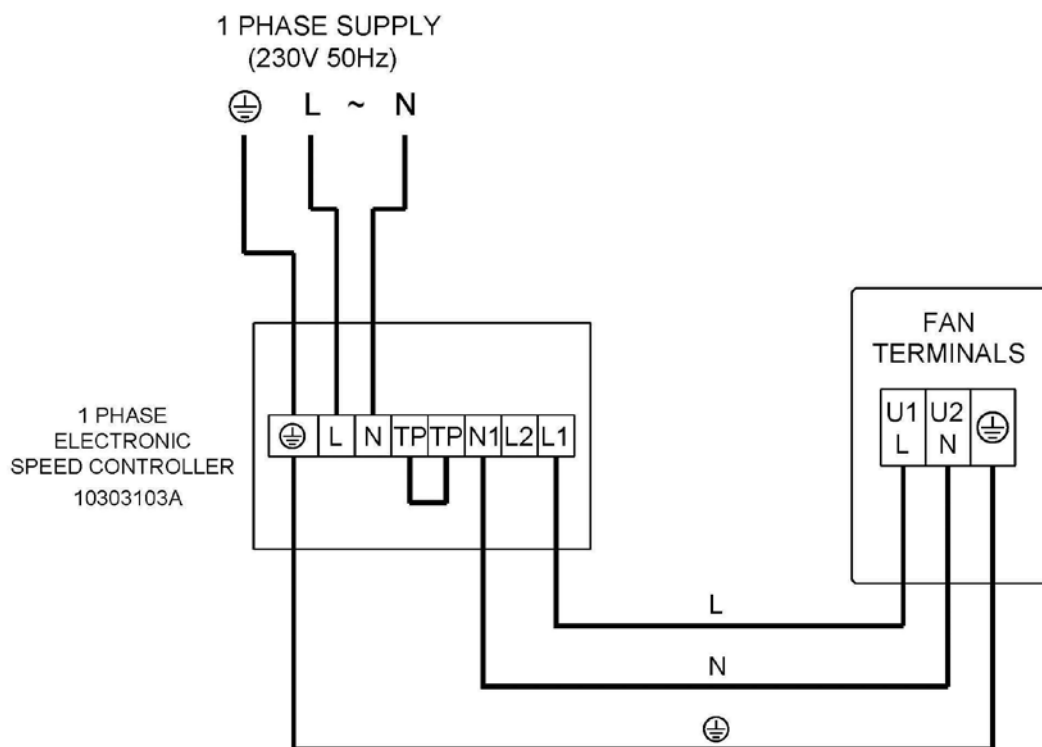 1 PHASE SUPPLY
(230V 50Hz)
L ~ N
1 PHASE
ELECTRONIC
SPEED CONTROLLER
10303103A
L N TP TP N1 L2 L1
FAN
TERMINALS
U1 U2
L N
L
N